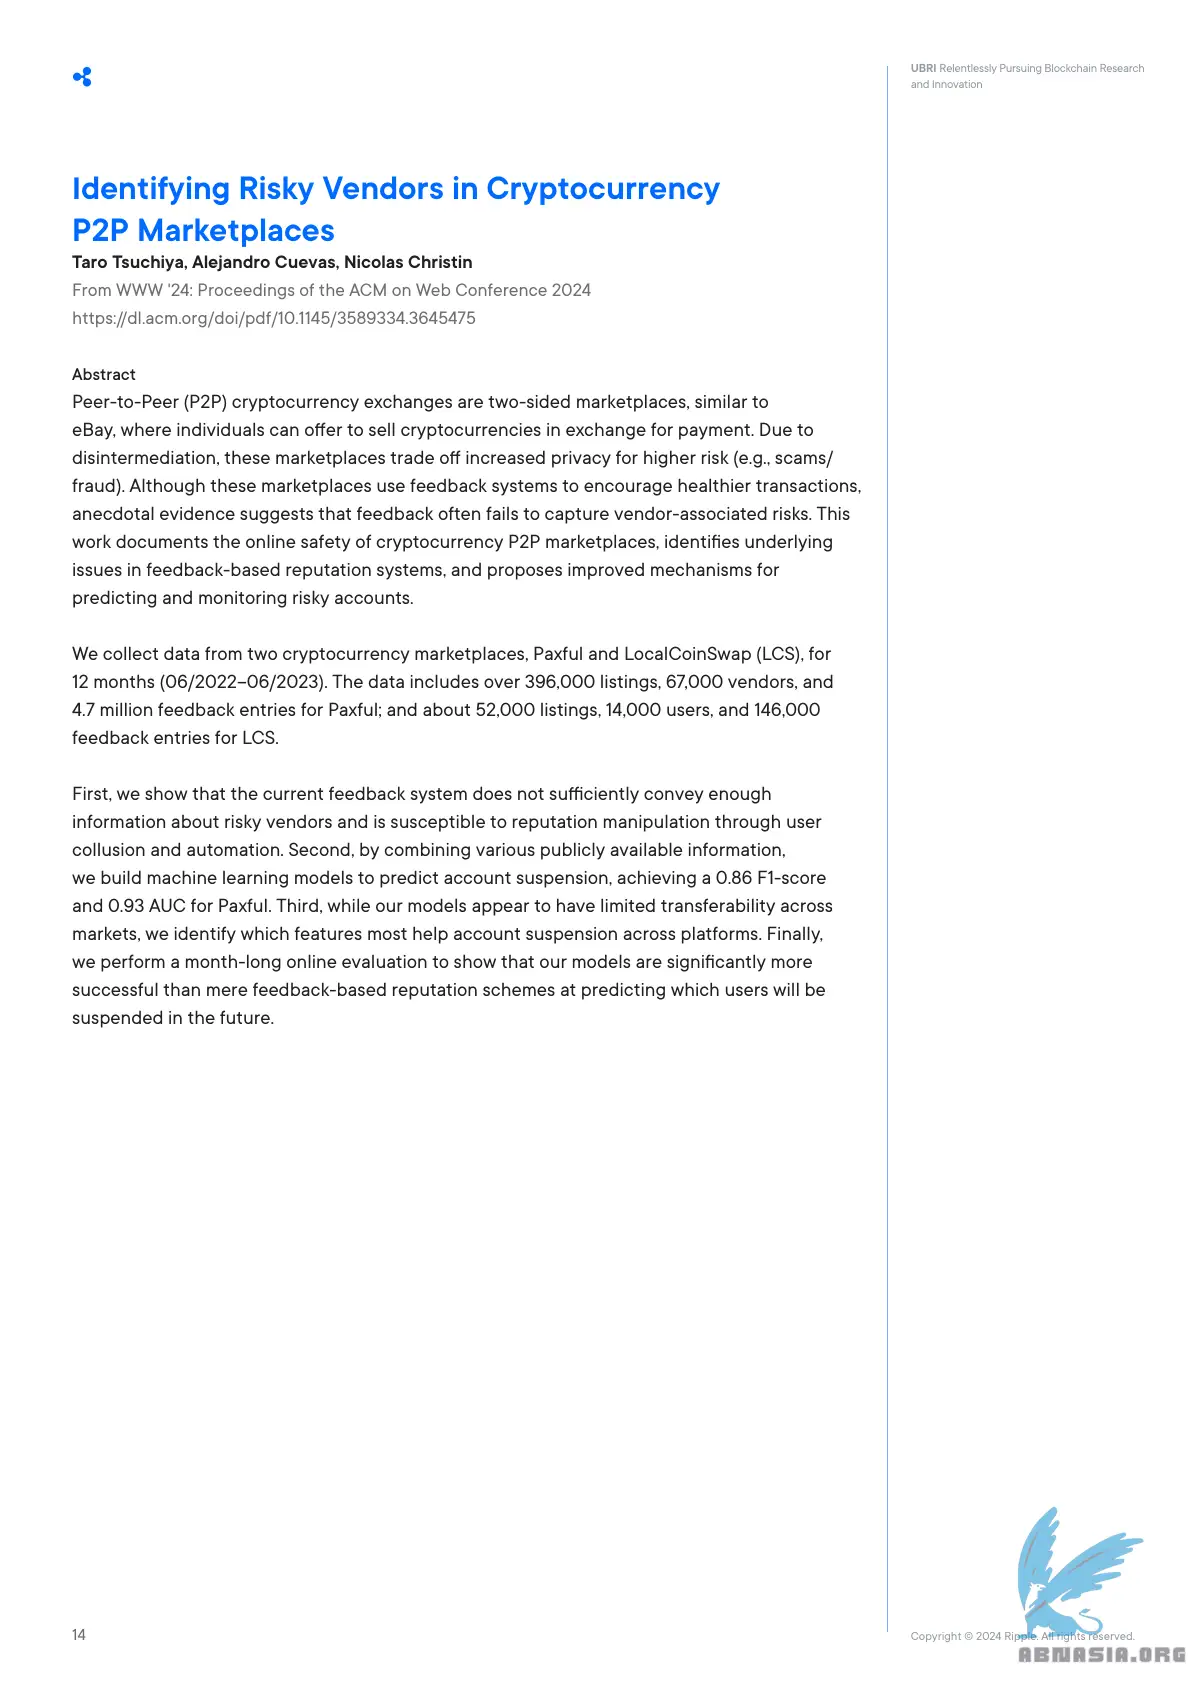 UBRI Relentlessly Pursuing Blockchain Research
and Innovation
Identifying Risky Vendors in Cryptocurrency
P2P Marketplaces
Taro Tsuchiya, Alejandro Cuevas, Nicolas Christin
From WWW '24: Proceedings of the ACM on Web Conference 2024
https://dl.acm.org/doi/pdf/10.1145/3589334.3645475
Abstract
Peer-to-Peer (P2P) cryptocurrency exchanges are two-sided marketplaces, similar to
eBay, where individuals can offer to sell cryptocurrencies in exchange for payment. Due to
disintermediation, these marketplaces trade off increased privacy for higher risk (e.g., scams/
fraud). Although these marketplaces use feedback systems to encourage healthier transactions,
anecdotal evidence suggests that feedback often fails to capture vendor-associated risks. This
work documents the online safety of cryptocurrency P2P marketplaces, identifies underlying
issues in feedback-based reputation systems, and proposes improved mechanisms for
predicting and monitoring risky accounts.
We collect data from two cryptocurrency marketplaces, Paxful and LocalCoinSwap (LCS), for
12 months (06/2022–06/2023). The data includes over 396,000 listings, 67,000 vendors, and
4.7 million feedback entries for Paxful; and about 52,000 listings, 14,000 users, and 146,000
feedback entries for LCS.
First, we show that the current feedback system does not sufficiently convey enough
information about risky vendors and is susceptible to reputation manipulation through user
collusion and automation. Second, by combining various publicly available information,
we build machine learning models to predict account suspension, achieving a 0.86 F1-score
and 0.93 AUC for Paxful. Third, while our models appear to have limited transferability across
markets, we identify which features most help account suspension across platforms. Finally,
we perform a month-long online evaluation to show that our models are significantly more
successful than mere feedback-based reputation schemes at predicting which users will be
suspended in the future.
14
Copyright © 2024 Ripple. All rights reserved.
ABNASIA.ORG